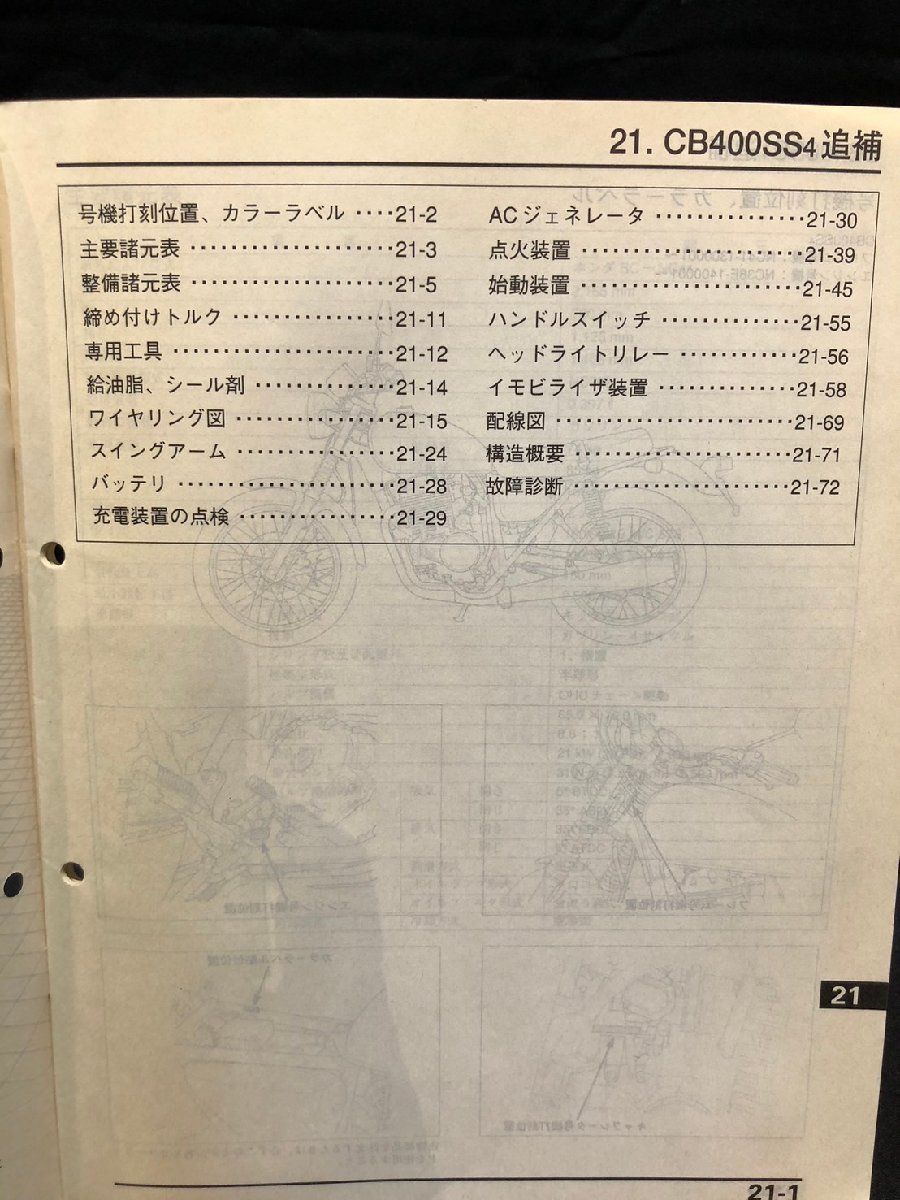 21. CB400SS4追補
号機打刻位置、カラーラベル ････21-2
主要諸元表 ･･････････････････････21-3
整備諸元表 ･･････････････････････21-5
締め付けトルク ･････････････････21-11
専用工具 ････････････････････････21-12
給油脂、シール剤 ･･･････････････21-14
ワイヤリング図 ･････････････････21-15
スイングアーム ････････････････21-24
バッテリ ･･･････････････････････21-28
充電装置の点検 ････････････････21-29
ACジェネレータ ････････････････21-30
点火装置 ･･･････････････････････21-39
始動装置 ･･･････････････････････21-45
ハンドルスイッチ ･･････････････21-55
ヘッドライトリレー ････････････21-56
イモビライザ装置 ･･････････････21-58
配線図 ･････････････････････････21-69
構造概要 ･･･････････････････････21-71
故障診断 ･･･････････････････････21-72
21
21-1